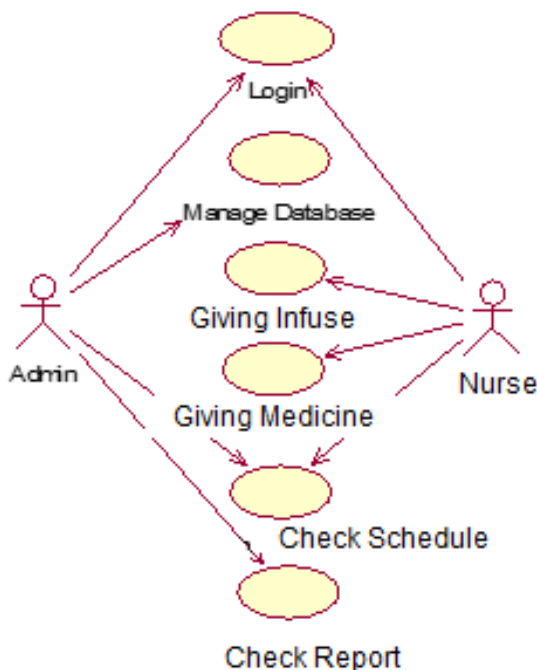 Login
Manage Database
Giving Infuse
Admin
Nurse
Giving Medicine
Check Schedule
Check Report